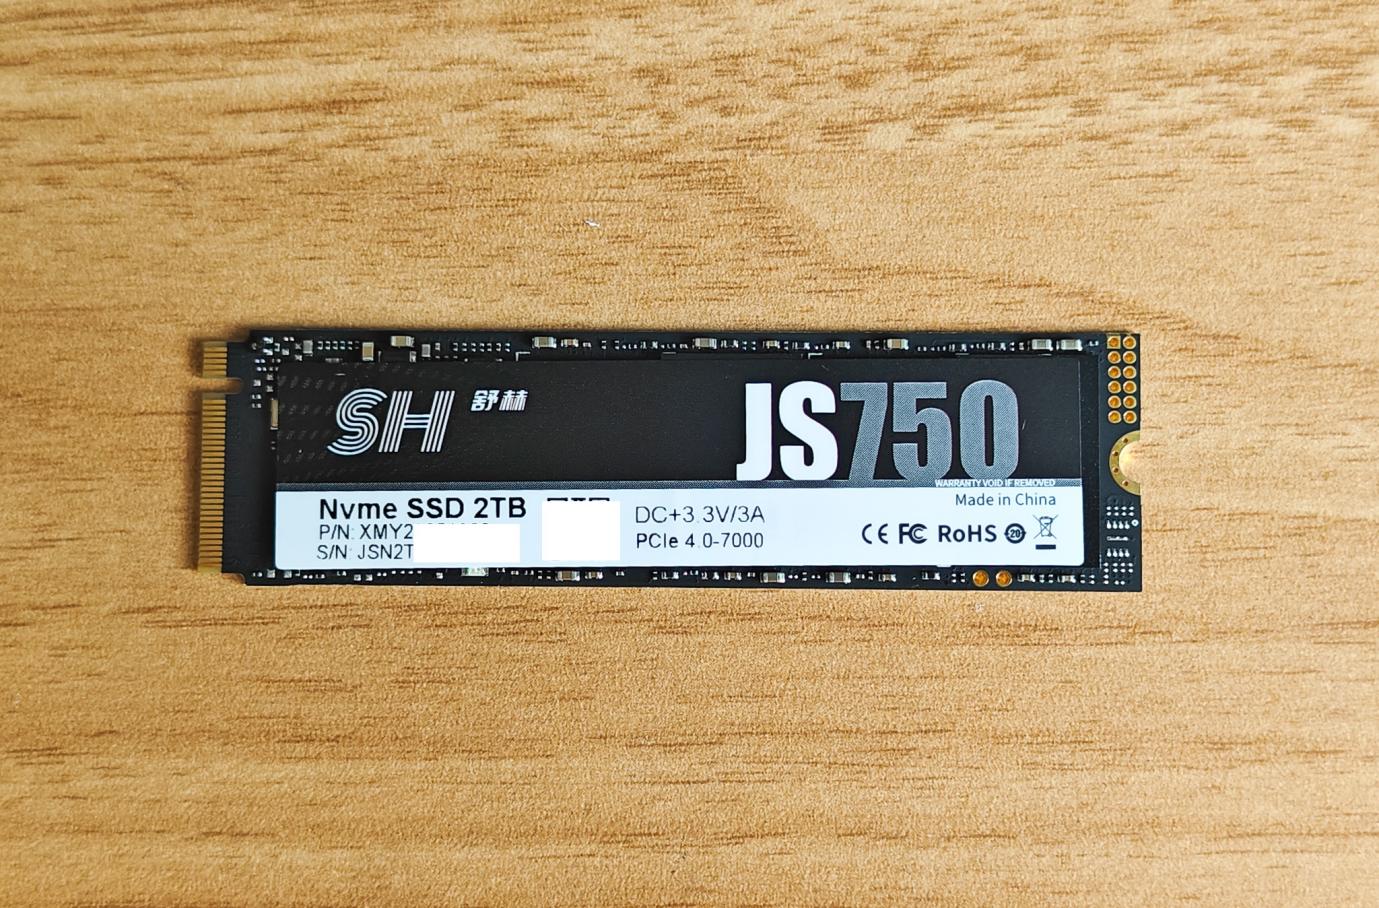 SH 舒赫
JS750
WARRANTY VOID IF REMOVED
Nvme SSD 2TB
P/N: XMY2
S/N: JSN2T
DC+3.3V/3A
PCIe 4.0-7000
Made in China
CE FC RoHS 20